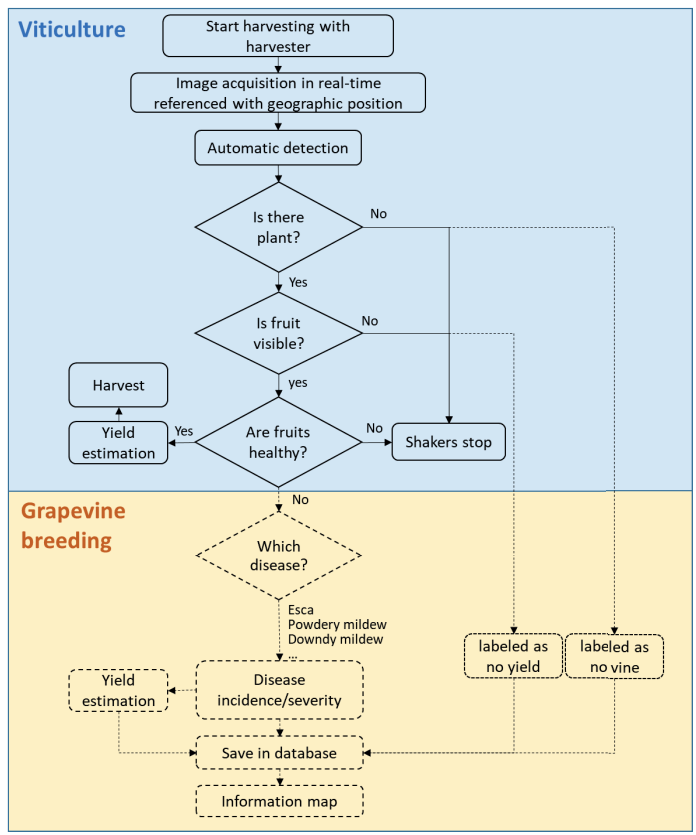 Viticulture
Start harvesting with
harvester
Image acquisition in real-time
referenced with geographic position
Automatic detection
Is there
plant?
No
Yes
Is fruit
visible?
No
yes
Harvest
Yield
estimation
Yes
Are fruits
healthy?
No
Shakers stop
Grapevine
breeding
No
Which
disease?
Esca
Powdery mildew
Downdy mildew
...
labeled as
no yield
labeled as
no vine
Yield
estimation
Disease
incidence/severity
Save in database
Information map